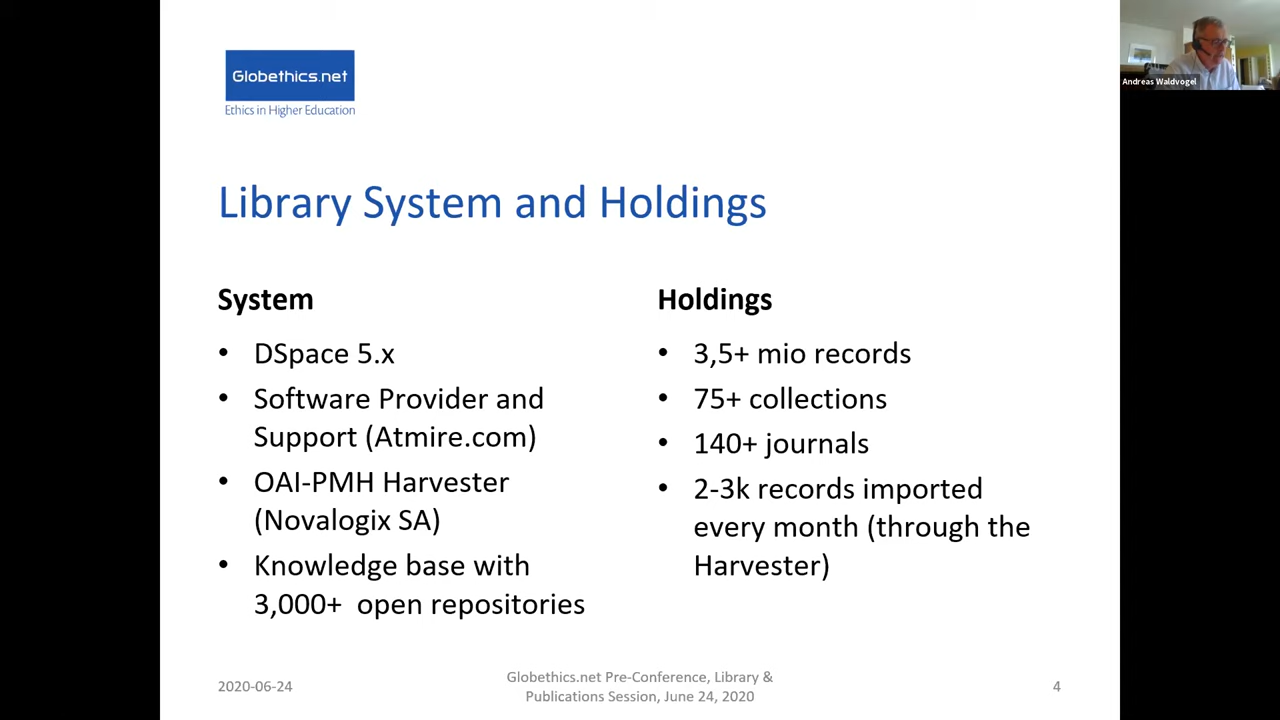 Globethics.net
Ethics in Higher Education
Andreas Waldvogel
Library System and Holdings
System
• DSpace 5.x
• Software Provider and
Support (Atmire.com)
• OAI-PMH Harvester
(Novalogix SA)
• Knowledge base with
3,000+  open repositories
Holdings
• 3,5+ mio records
• 75+ collections
• 140+ journals
• 2-3k records imported
every month (through the
Harvester)
2020-06-24
Globethics.net Pre-Conference, Library &
Publications Session, June 24, 2020
4